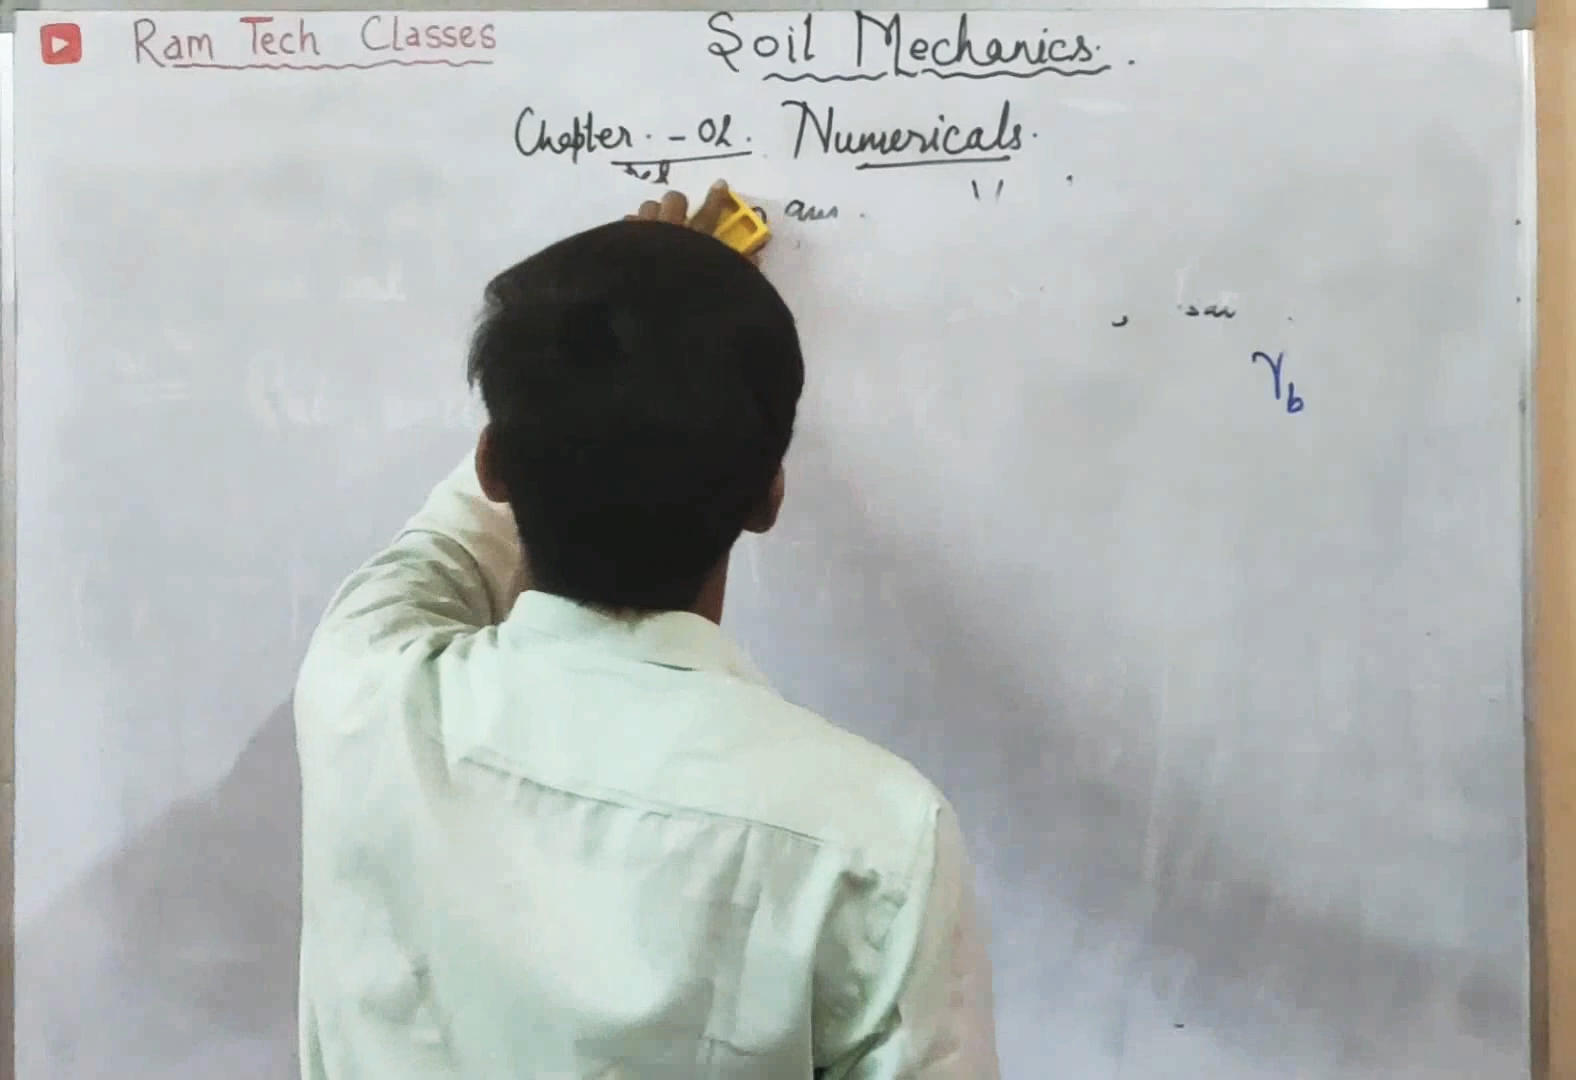 Ram Tech Classes
Soil Mechanics.
Chapter. - 02. Numericals.
γb